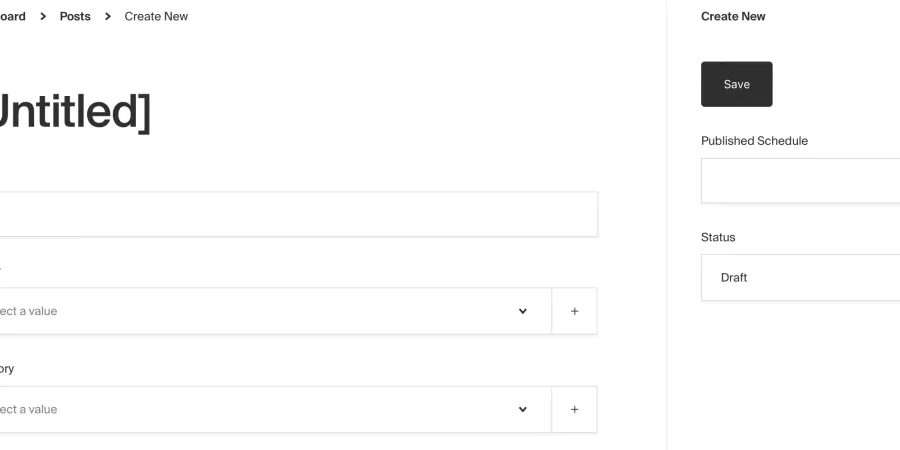 oard > Posts > Create New
Untitled]
ect a value
ory
ect a value
Create New
Save
Published Schedule
Status
Draft